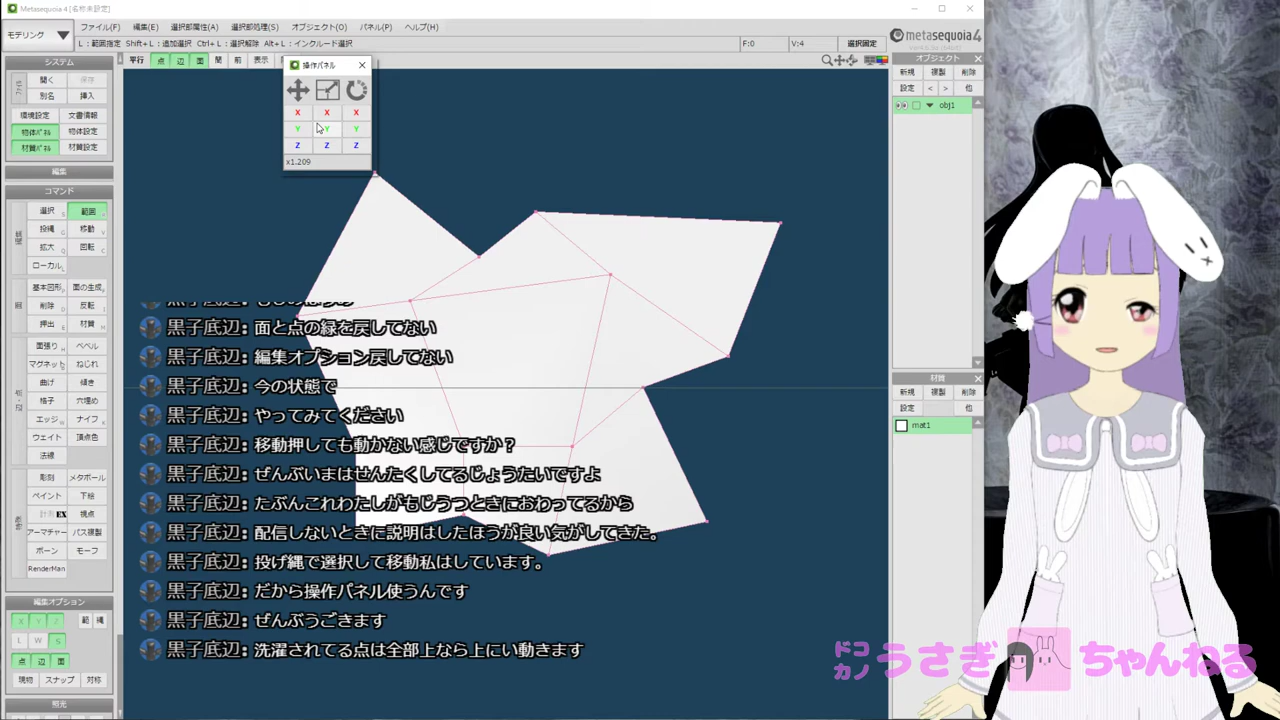 Metasequoia 4 [名称未設定]
モデリング
ファイル(F) 編集(E) 選択部属性(A) 選択部処理(S) オブジェクト(O) パネル(P) ヘルプ(H)
L：範囲指定 Shift+L：追加選択 Ctrl+L：選択解除 Alt+L：インクルード選択
F:0
V:4
選択固定
metasequoia
システム
開く 保存
別名 挿入
環境設定 文書情報
物体パネル 物体設定
材質パネル 材質設定
編集
コマンド
選択 範囲
投縄 移動
拡大 回転
ローカル
基本図形 面の生成
削除 反転
押出 材質
面張り ベベル
マグネット ねじれ
曲げ 傾き
格子 穴埋め
エッジ ナイフ
ウェイト 頂点色
法線
彫刻 メタボール
ペイント 下絵
計測 EX 視点
アーマチャー パス複製
ボーン モーフ
RenderMan
編集オプション
X Y Z 範 縄
L W S
点 辺 面
現物 スナップ 対称
照光
平行 点 辺 面 簡 前 表示
操作パネル
X X X
Y Y Y
Z Z Z
x1.209
オブジェクト
新規 複製 削除
設定 < > 他
obj1
材質
新規 複製 削除
設定 他
mat1
黒子底辺: 面と点の緑を戻してない
黒子底辺: 編集オプション戻してない
黒子底辺: 今の状態で
黒子底辺: やってみてください
黒子底辺: 移動押しても動かない感じですか？
黒子底辺: ぜんぶいまはせんたくしてるじょうたいですよ
黒子底辺: たぶんこれわたしがもじうつときにおわってるから
黒子底辺: 配信しないときに説明はしたほうが良い気がしてきた。
黒子底辺: 投げ縄で選択して移動私はしています。
黒子底辺: だから操作パネル使うんです
黒子底辺: ぜんぶうごきます
黒子底辺: 洗濯されてる点は全部上なら上にい動きます
ドコカノうさぎちゃんねる